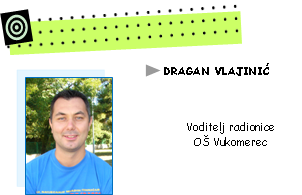 DRAGAN VLAJINIĆ
Voditelj radionice
OŠ Vukomerec